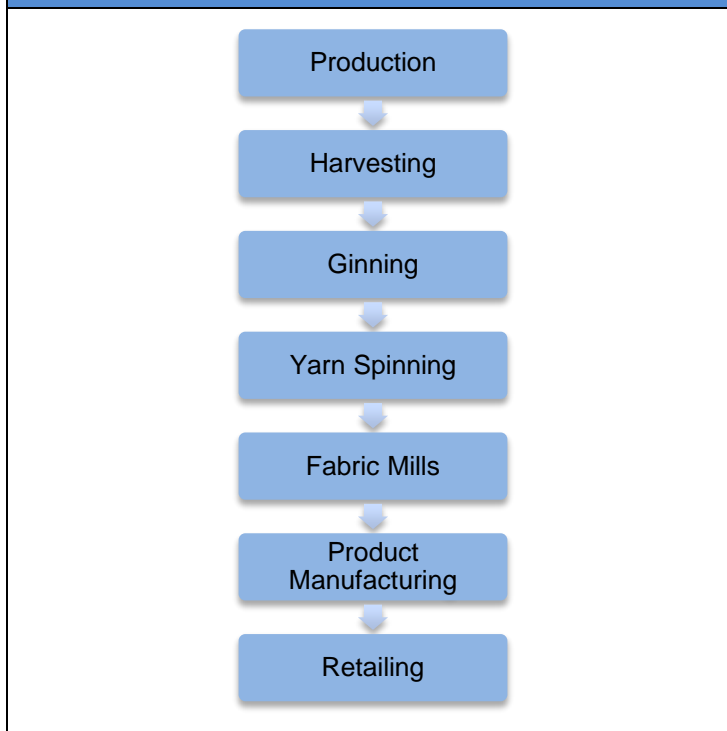 Production
Harvesting
Ginning
Yarn Spinning
Fabric Mills
Product
Manufacturing
Retailing